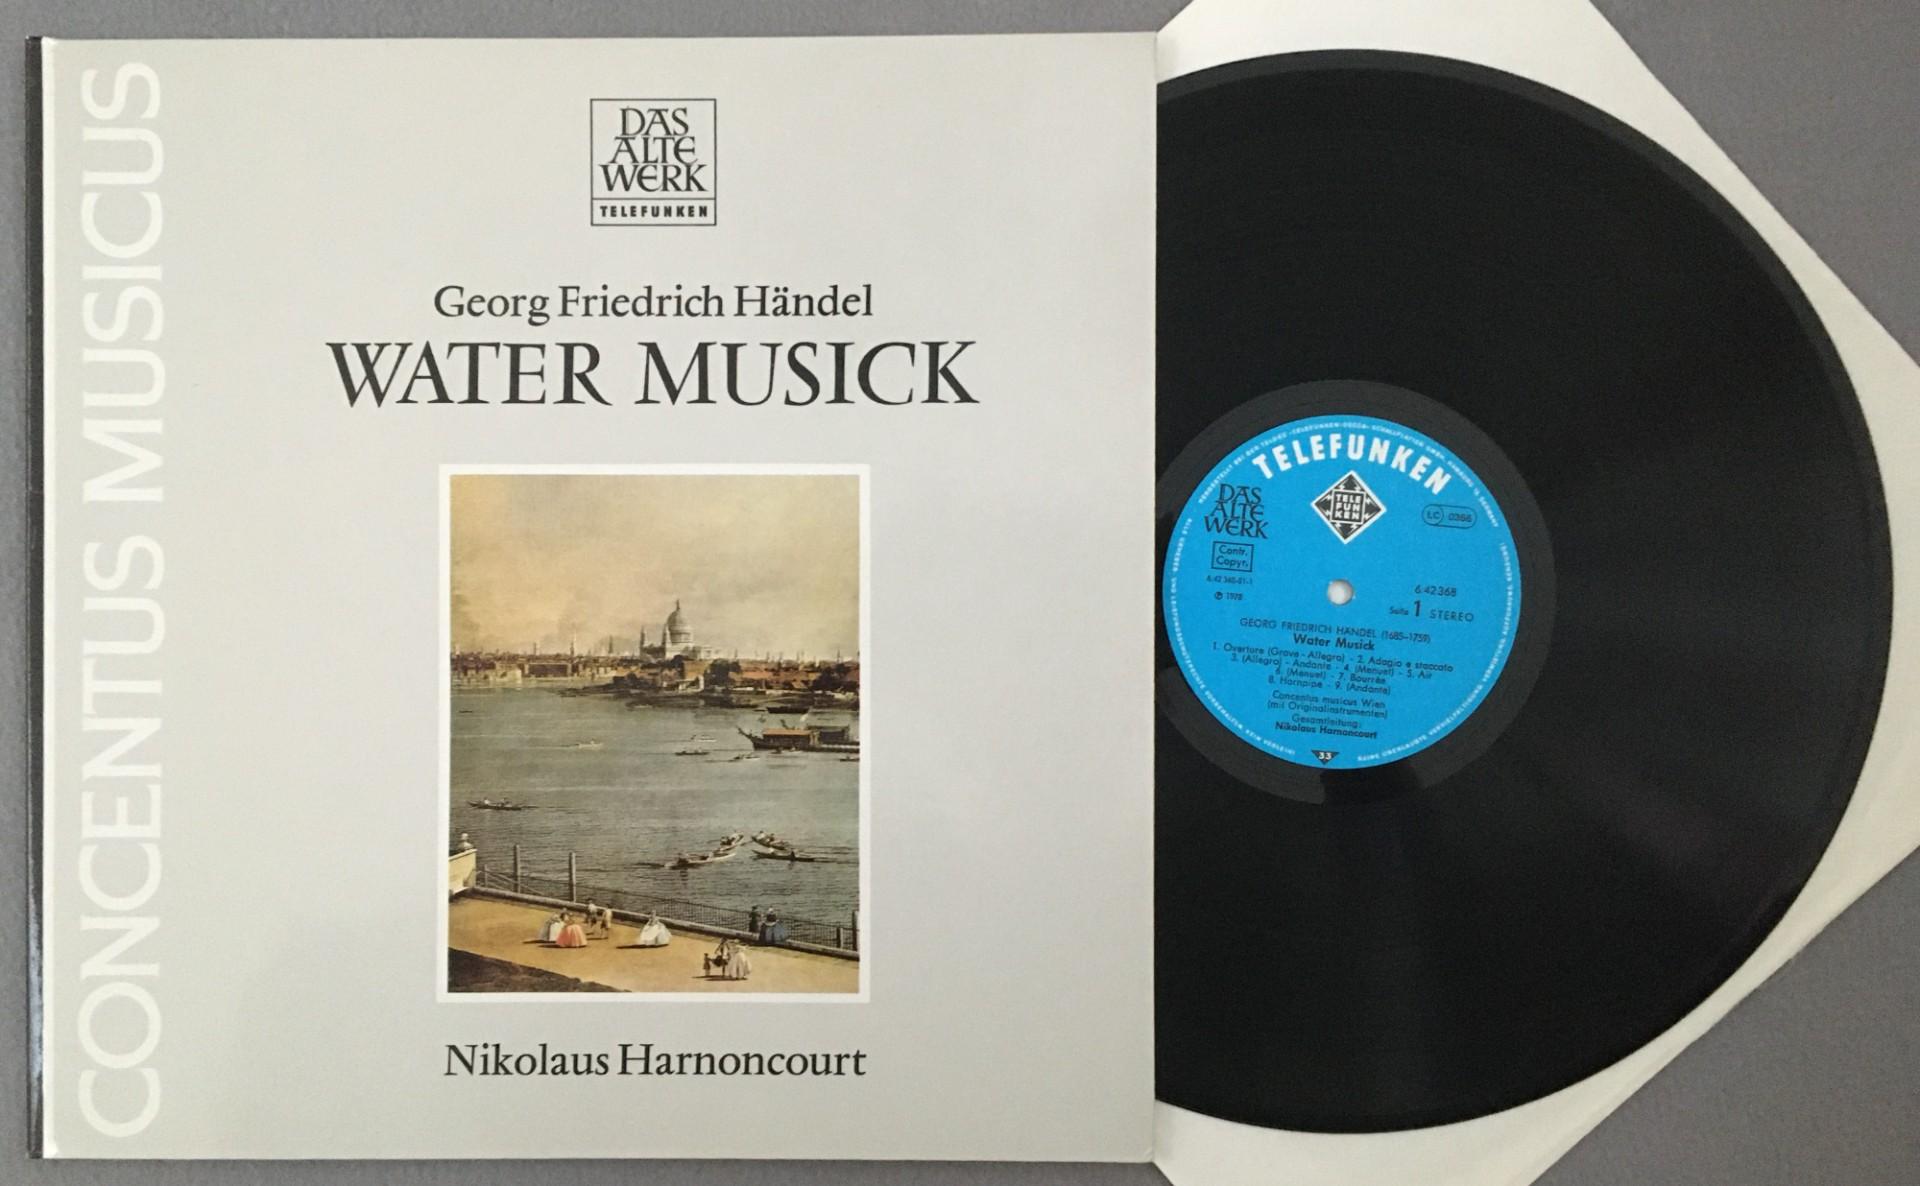 CONCENTUS MUSICUS
DAS
ALTE
WERK
TELEFUNKEN
Georg Friedrich Händel
WATER MUSICK
Nikolaus Harnoncourt
TELEFUNKEN
DAS
ALTE
WERK
TELE
FUN
KEN
LC 0366
Contr.
Copyr.
℗ 1978
6.42368
Seite 1 STEREO
GEORG FRIEDRICH HÄNDEL (1685–1759)
Water Musick
1. Overture (Grave - Allegro) - 2. Adagio e staccato
3. (Allegro) - Andante - 4. (Menuet) - 5. Air
6. (Menuet) - 7. Bourrée
8. Hornpipe - 9. (Andante)
Concentus musicus Wien
(mit Originalinstrumenten)
Gesamtleitung:
Nikolaus Harnoncourt
33